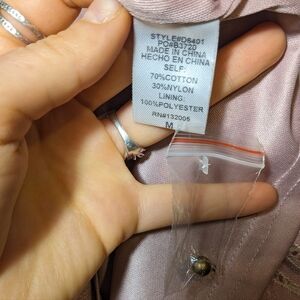 STYLE#D6401
PO#B3720
MADE IN CHINA
HECHO EN CHINA
SELF:
70%COTTON
30%NYLON
LINING:
100%POLYESTER
RN#132005
M